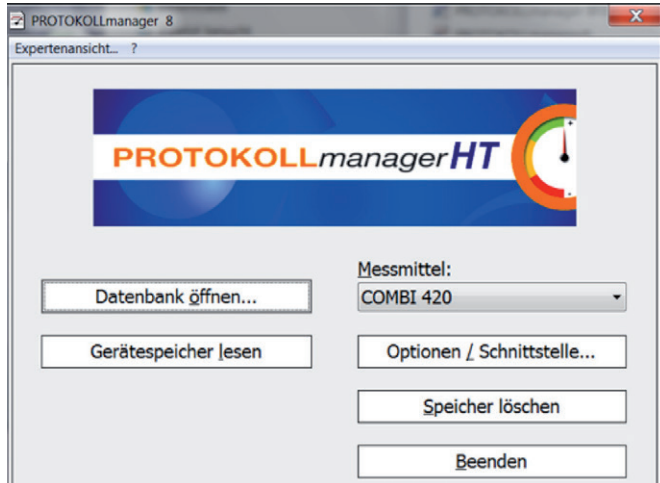 PROTOKOLLmanager 8
Expertenansicht... ?
PROTOKOLLmanagerHT
Messmittel:
Datenbank öffnen...
COMBI 420
Gerätespeicher lesen
Optionen / Schnittstelle...
Speicher löschen
Beenden